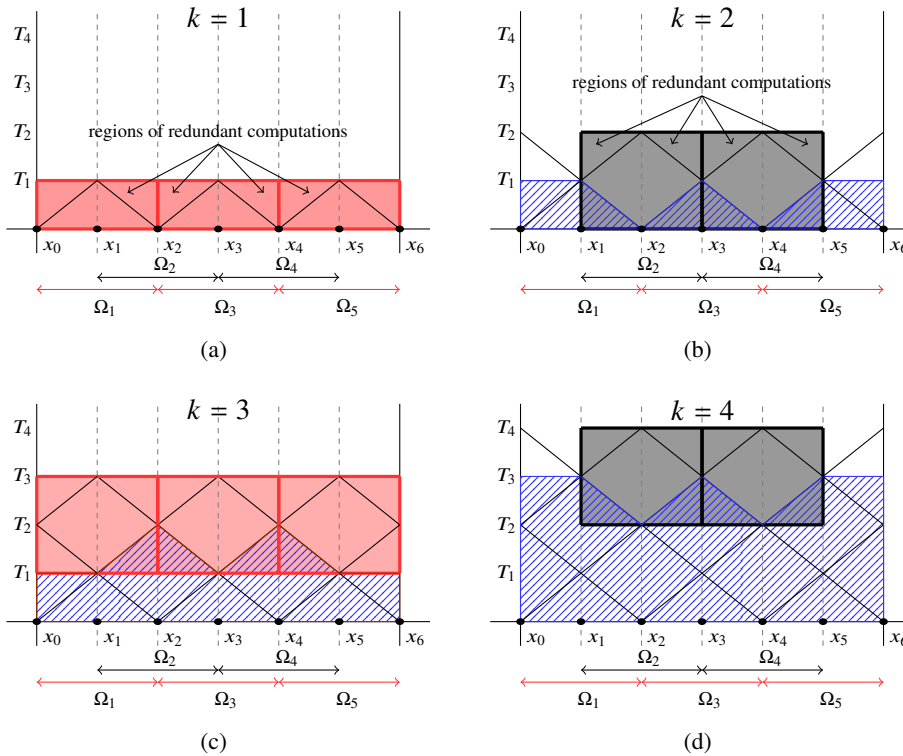 k = 1
T4
T3
T2
T1
regions of redundant computations
x0 x1 x2 x3 x4 x5 x6
Ω2 Ω4
Ω1 Ω3 Ω5
(a)
k = 2
T4
T3
T2
T1
regions of redundant computations
x0 x1 x2 x3 x4 x5 x6
Ω2 Ω4
Ω1 Ω3 Ω5
(b)
k = 3
T4
T3
T2
T1
x0 x1 x2 x3 x4 x5 x6
Ω2 Ω4
Ω1 Ω3 Ω5
(c)
k = 4
T4
T3
T2
T1
x0 x1 x2 x3 x4 x5 x6
Ω2 Ω4
Ω1 Ω3 Ω5
(d)